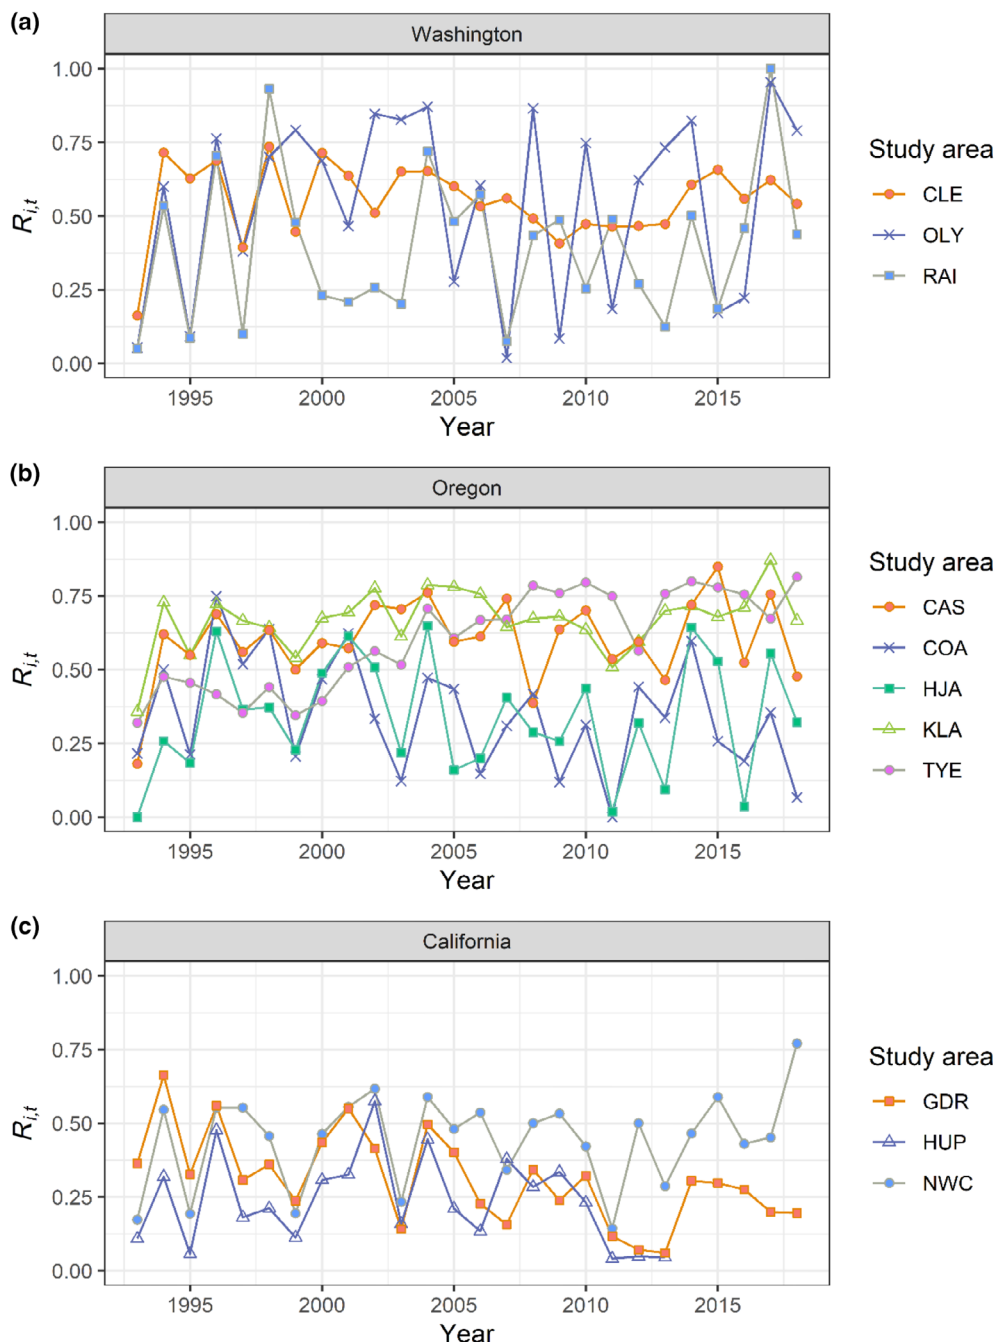 (a)
Washington
1.00
0.75
0.50
0.25
0.00
R i,t
1995 2000 2005 2010 2015
Year
Study area
CLE
OLY
RAI
(b)
Oregon
1.00
0.75
0.50
0.25
0.00
R i,t
1995 2000 2005 2010 2015
Year
Study area
CAS
COA
HJA
KLA
TYE
(c)
California
1.00
0.75
0.50
0.25
0.00
R i,t
1995 2000 2005 2010 2015
Year
Study area
GDR
HUP
NWC